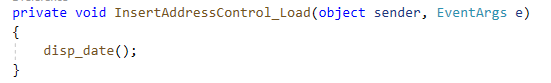 private void InsertAddressControl_Load(object sender, EventArgs e)
{
    disp_date();
}